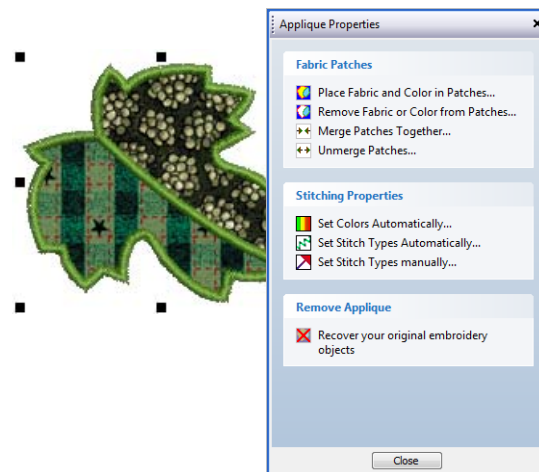 Applique Properties
Fabric Patches
Place Fabric and Color in Patches...
Remove Fabric or Color from Patches...
Merge Patches Together...
Unmerge Patches...
Stitching Properties
Set Colors Automatically...
Set Stitch Types Automatically...
Set Stitch Types manually...
Remove Applique
Recover your original embroidery
objects
Close